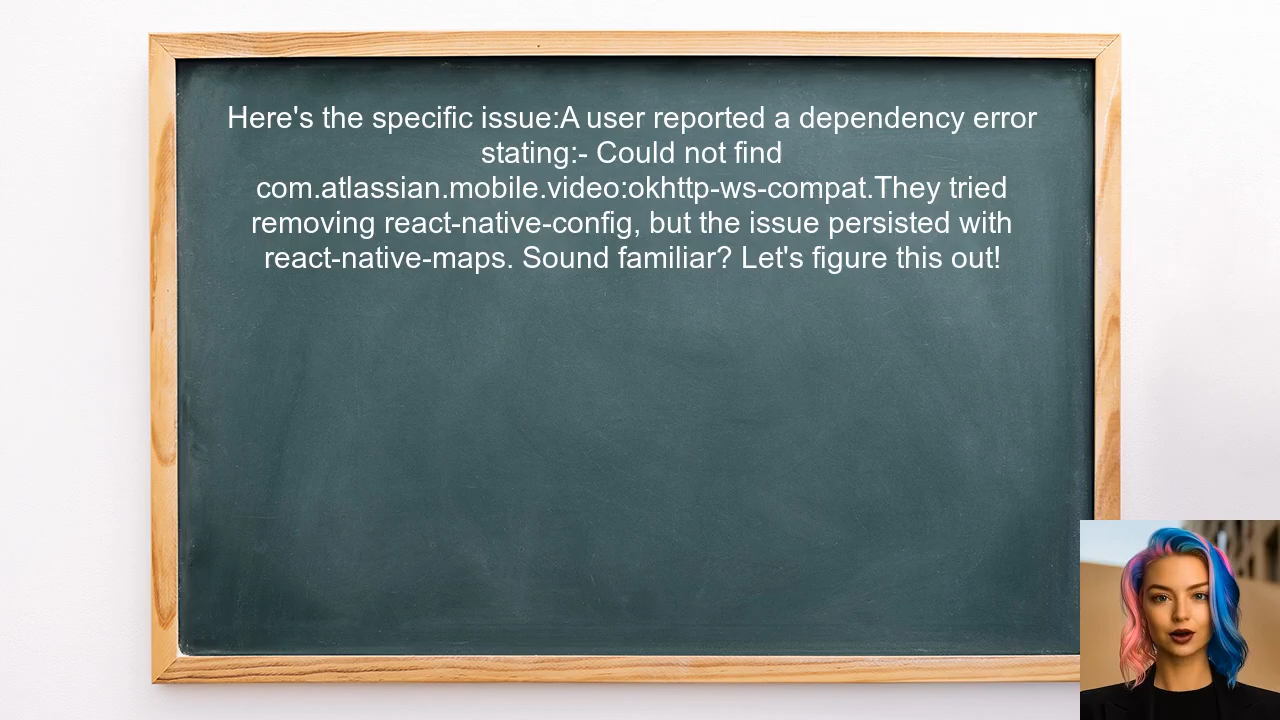 Here's the specific issue:A user reported a dependency error
stating:- Could not find
com.atlassian.mobile.video:okhttp-ws-compat.They tried
removing react-native-config, but the issue persisted with
react-native-maps. Sound familiar? Let's figure this out!